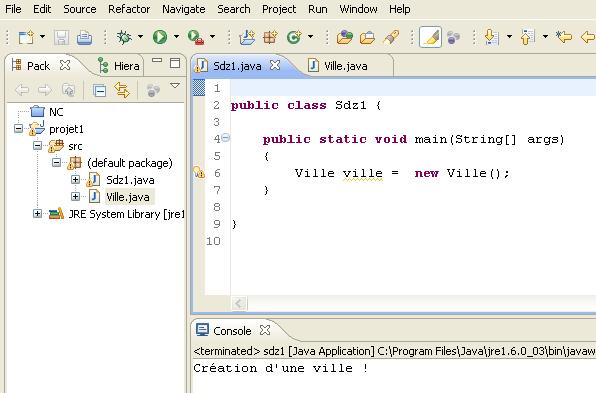 File Edit Source Refactor Navigate Search Project Run Window Help
Pack Hiera
Sdz1.java Ville.java
NC
projet1
src
(default package)
Sdz1.java
Ville.java
JRE System Library [jre1
1
2 public class Sdz1 {
3
4 public static void main(String[] args)
5 {
6 Ville ville = new Ville();
7 }
8
9 }
10
Console
<terminated> sdz1 [Java Application] C:\Program Files\Java\jre1.6.0_03\bin\javaw
Création d'une ville !